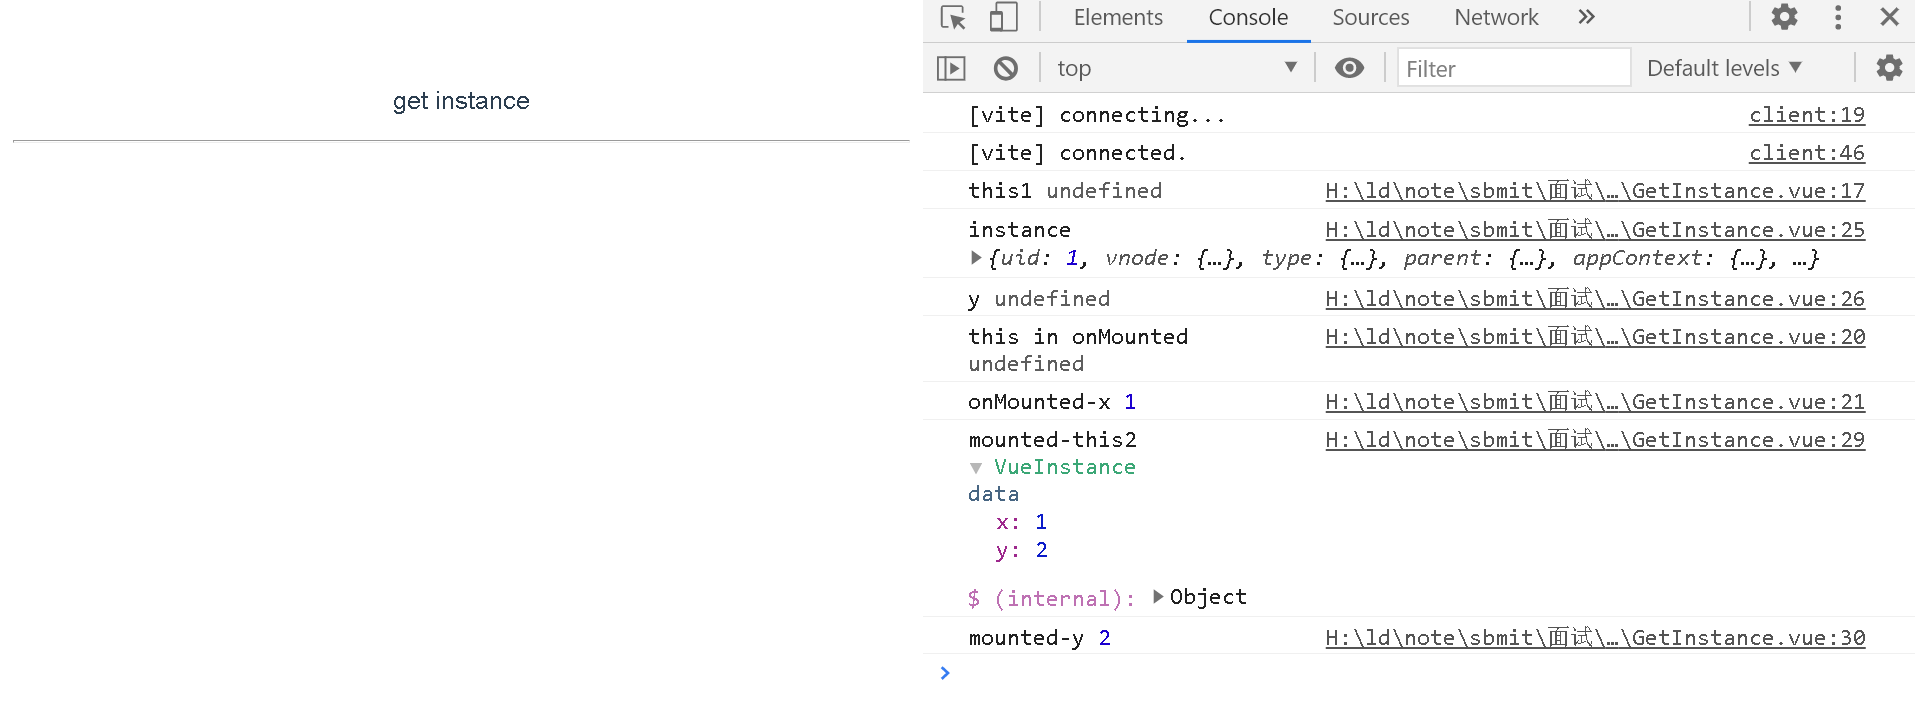 get instance
Elements Console Sources Network
top Filter Default levels
[vite] connecting... client:19
[vite] connected. client:46
this1 undefined H:\ld\note\sbmit\面试\…\GetInstance.vue:17
instance H:\ld\note\sbmit\面试\…\GetInstance.vue:25
{uid: 1, vnode: {…}, type: {…}, parent: {…}, appContext: {…}, …}
y undefined H:\ld\note\sbmit\面试\…\GetInstance.vue:26
this in onMounted H:\ld\note\sbmit\面试\…\GetInstance.vue:20
undefined
onMounted-x 1 H:\ld\note\sbmit\面试\…\GetInstance.vue:21
mounted-this2 H:\ld\note\sbmit\面试\…\GetInstance.vue:29
VueInstance
data
x: 1
y: 2
$ (internal): Object
mounted-y 2 H:\ld\note\sbmit\面试\…\GetInstance.vue:30